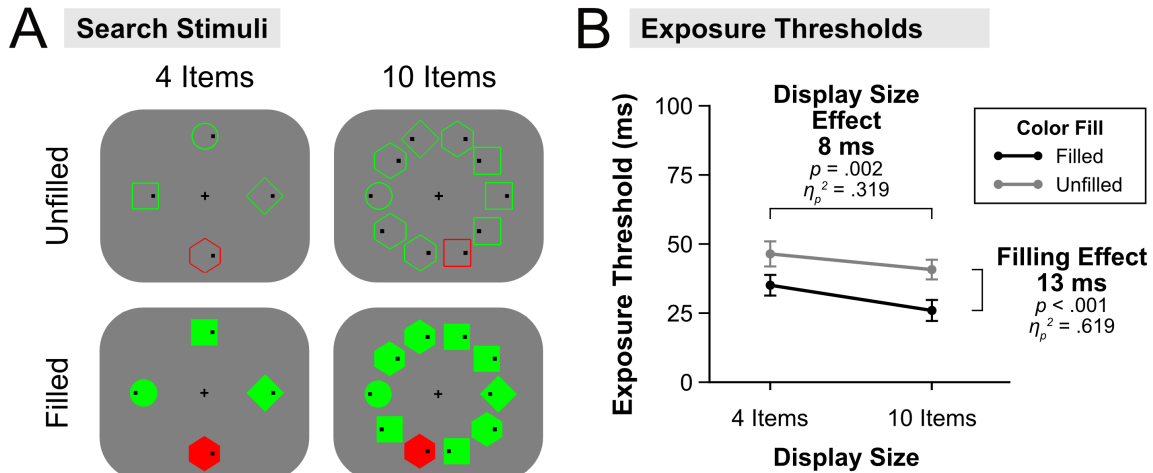 A Search Stimuli
4 Items 10 Items
Unfilled
Filled
B Exposure Thresholds
Exposure Threshold (ms)
100
75
50
25
0
Display Size
Effect
8 ms
p = .002
ηp2 = .319
Color Fill
Filled
Unfilled
Filling Effect
13 ms
p < .001
ηp2 = .619
4 Items 10 Items
Display Size